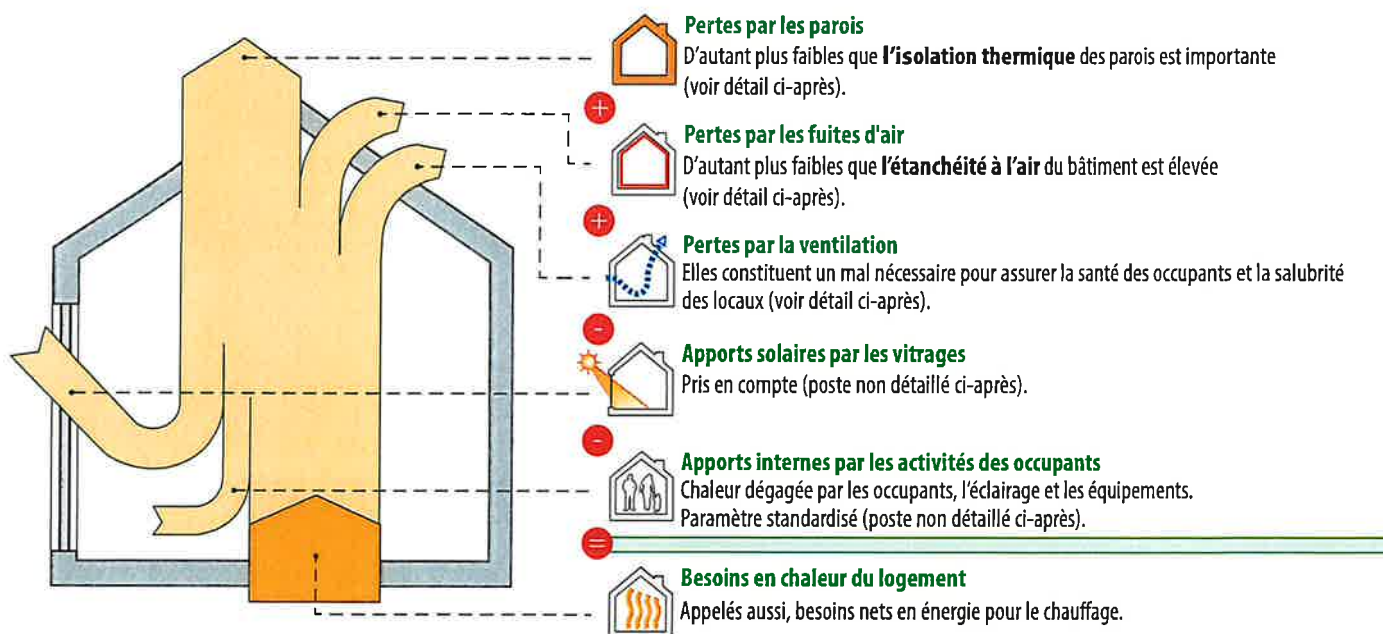 Pertes par les parois
D'autant plus faibles que l'isolation thermique des parois est importante
(voir détail ci-après).
+
Pertes par les fuites d'air
D'autant plus faibles que l'étanchéité à l'air du bâtiment est élevée
(voir détail ci-après).
+
Pertes par la ventilation
Elles constituent un mal nécessaire pour assurer la santé des occupants et la salubrité
des locaux (voir détail ci-après).
-
Apports solaires par les vitrages
Pris en compte (poste non détaillé ci-après).
-
Apports internes par les activités des occupants
Chaleur dégagée par les occupants, l'éclairage et les équipements.
Paramètre standardisé (poste non détaillé ci-après).
=
Besoins en chaleur du logement
Appelés aussi, besoins nets en énergie pour le chauffage.